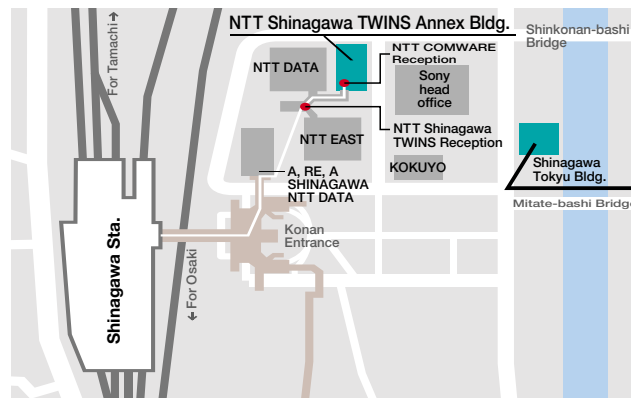 NTT Shinagawa TWINS Annex Bldg.
Shinkonan-bashi
Bridge
For Tamachi
NTT COMWARE
Reception
NTT DATA
Sony
head
office
NTT EAST
NTT Shinagawa
TWINS Reception
KOKUYO
Shinagawa
Tokyu Bldg.
A, RE, A
SHINAGAWA
NTT DATA
Mitate-bashi Bridge
Konan
Entrance
Shinagawa Sta.
For Osaki